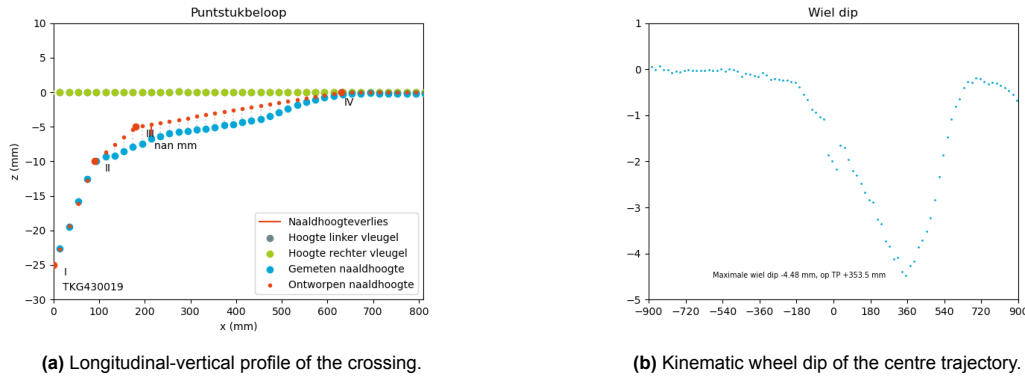 Puntstukbeloop
10
5
0
−5
−10
−15
−20
−25
−30
z (mm)
I
II
III
IV
nan mm
TKG430019
Naaldhoogteverlies
Hoogte linker vleugel
Hoogte rechter vleugel
Gemeten naaldhoogte
Ontworpen naaldhoogte
0 100 200 300 400 500 600 700 800
x (mm)
(a) Longitudinal-vertical profile of the crossing.
Wiel dip
1
0
−1
−2
−3
−4
−5
Maximale wiel dip -4.48 mm, op TP +353.5 mm
−900 −720 −540 −360 −180 0 180 360 540 720 900
(b) Kinematic wheel dip of the centre trajectory.